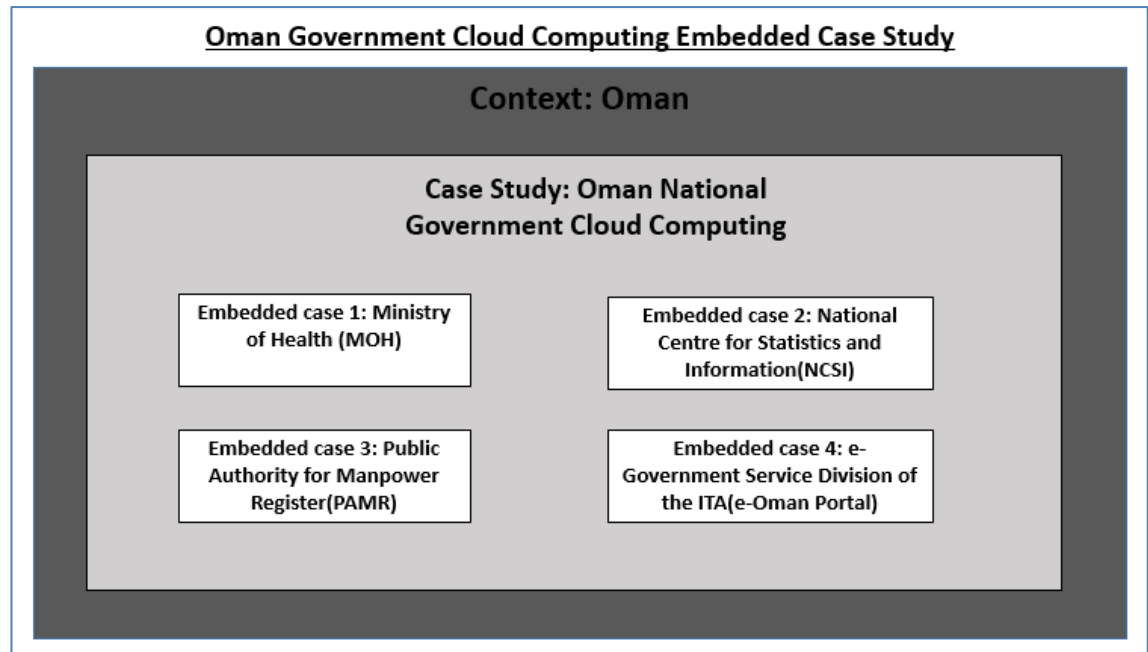 Oman Government Cloud Computing Embedded Case Study
Context: Oman
Case Study: Oman National
Government Cloud Computing
Embedded case 1: Ministry
of Health (MOH)
Embedded case 2: National
Centre for Statistics and
Information(NCSI)
Embedded case 3: Public
Authority for Manpower
Register(PAMR)
Embedded case 4: e-
Government Service Division of
the ITA(e-Oman Portal)